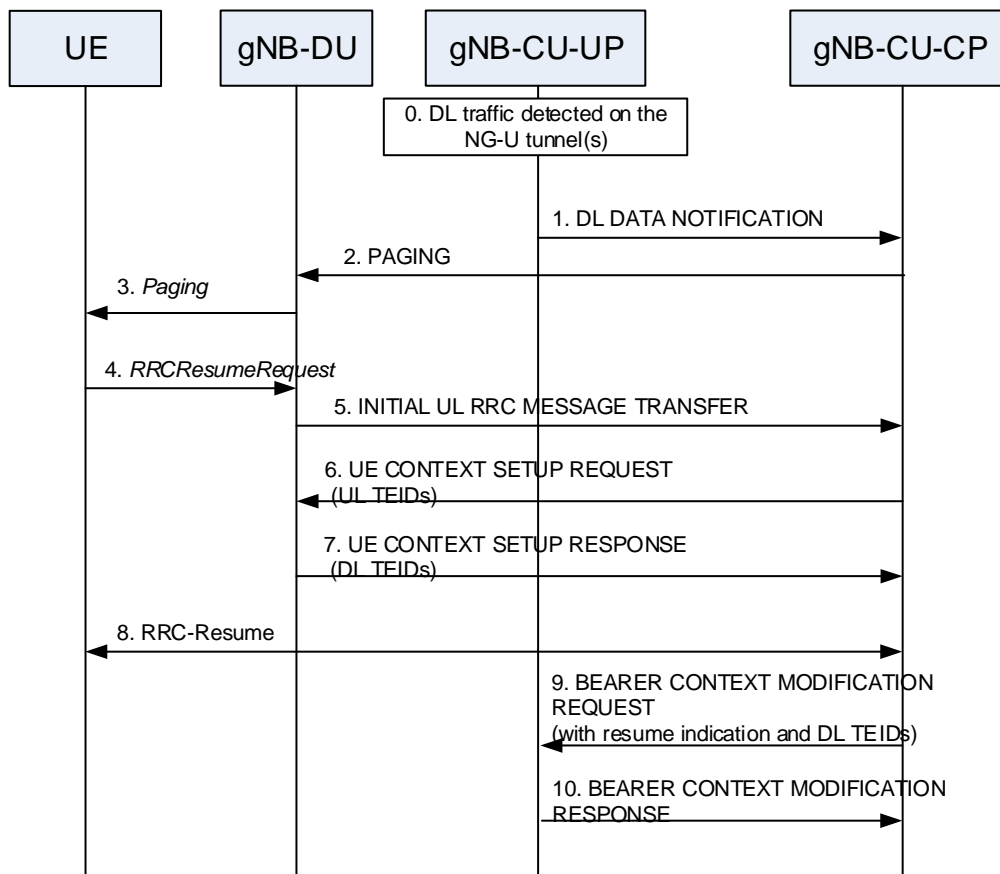 UE
gNB-DU
gNB-CU-UP
gNB-CU-CP
0. DL traffic detected on the
NG-U tunnel(s)
1. DL DATA NOTIFICATION
2. PAGING
3. Paging
4. RRCResumeRequest
5. INITIAL UL RRC MESSAGE TRANSFER
6. UE CONTEXT SETUP REQUEST
(UL TEIDs)
7. UE CONTEXT SETUP RESPONSE
(DL TEIDs)
8. RRC-Resume
9. BEARER CONTEXT MODIFICATION
REQUEST
(with resume indication and DL TEIDs)
10. BEARER CONTEXT MODIFICATION
RESPONSE